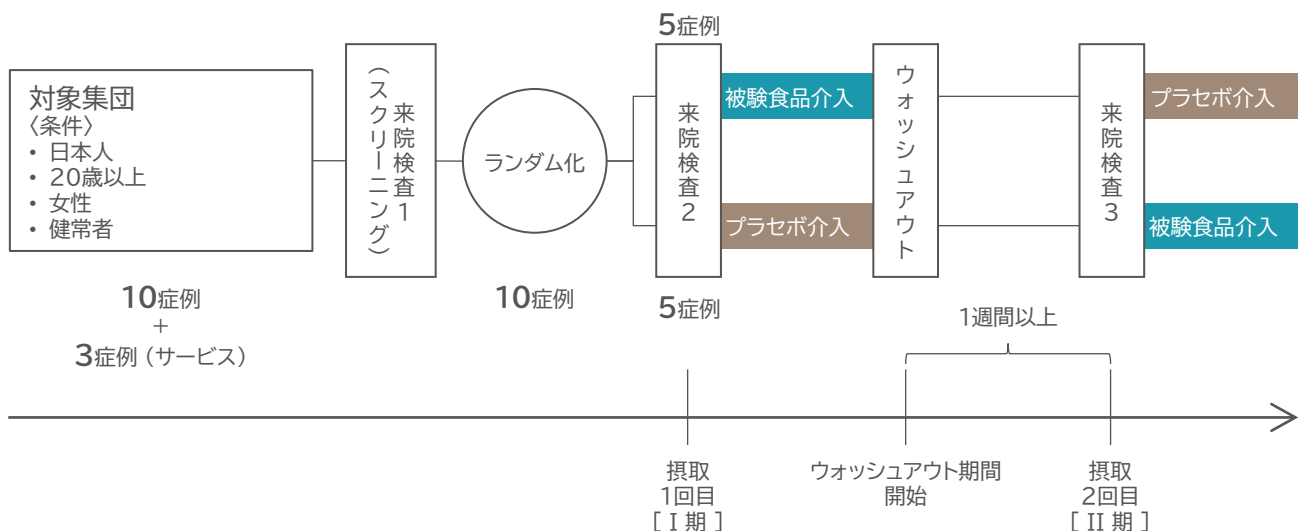 対象集団
〈条件〉
• 日本人
• 20歳以上
• 女性
• 健常者
10症例
+
3症例（サービス）
来院検査1
（スクリーニング）
ランダム化
10症例
5症例
来院検査2
5症例
被験食品介入
プラセボ介入
ウォッシュアウト
来院検査3
プラセボ介入
被験食品介入
1週間以上
摂取
1回目
[ I 期 ]
ウォッシュアウト期間
開始
摂取
2回目
[ II 期 ]